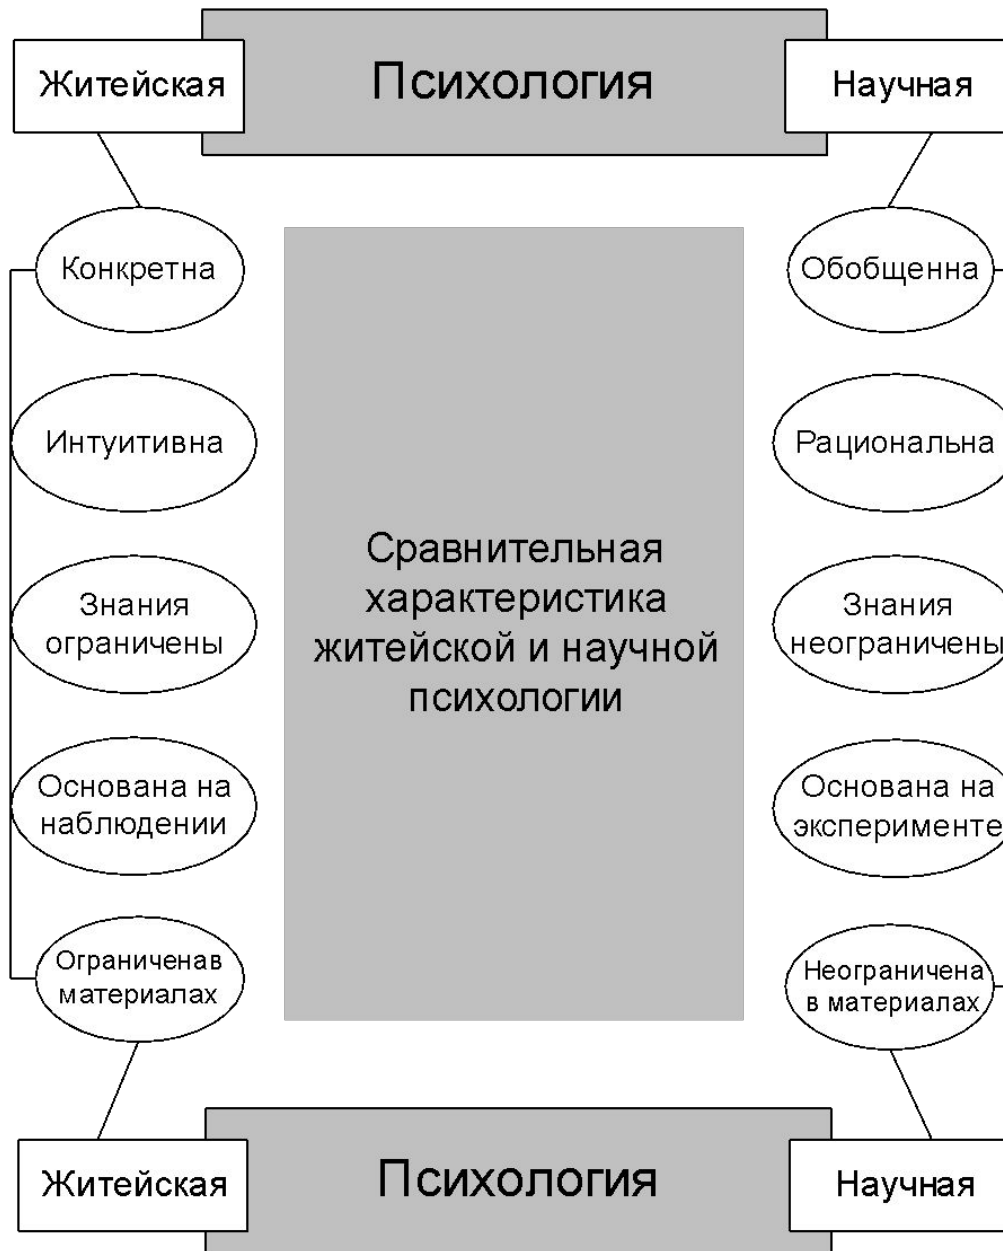 Житейская
Психология
Научная
Конкретна
Обобщенна
Интуитивна
Рациональна
Знания
ограничены
Сравнительная
характеристика
житейской и научной
психологии
Знания
неограничены
Основана на
наблюдении
Основана на
эксперименте
Ограниченав
материалах
Неограничена
в материалах
Житейская
Психология
Научная